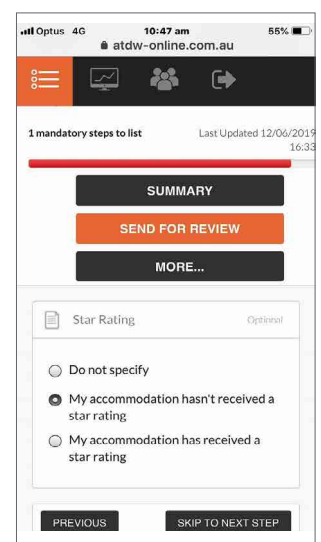 Optus 4G 10:47 am 55%
atdw-online.com.au
1 mandatory steps to list Last Updated 12/06/2019
16:33
SUMMARY
SEND FOR REVIEW
MORE...
Star Rating Optional
Do not specify
My accommodation hasn't received a
star rating
My accommodation has received a
star rating
PREVIOUS SKIP TO NEXT STEP